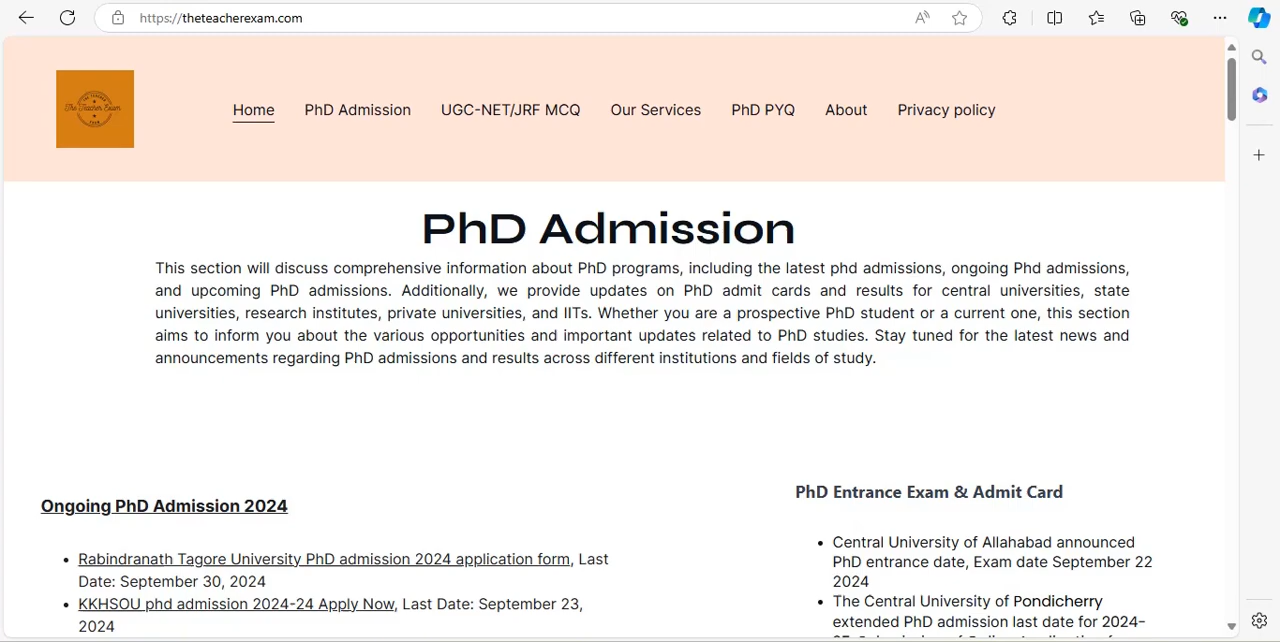 https://theteacherexam.com
The Teacher Exam
Home PhD Admission UGC-NET/JRF MCQ Our Services PhD PYQ About Privacy policy
PhD Admission
This section will discuss comprehensive information about PhD programs, including the latest phd admissions, ongoing Phd admissions,
and upcoming PhD admissions. Additionally, we provide updates on PhD admit cards and results for central universities, state
universities, research institutes, private universities, and IITs. Whether you are a prospective PhD student or a current one, this section
aims to inform you about the various opportunities and important updates related to PhD studies. Stay tuned for the latest news and
announcements regarding PhD admissions and results across different institutions and fields of study.
Ongoing PhD Admission 2024
• Rabindranath Tagore University PhD admission 2024 application form, Last
Date: September 30, 2024
• KKHSOU phd admission 2024-24 Apply Now, Last Date: September 23,
2024
PhD Entrance Exam & Admit Card
• Central University of Allahabad announced
PhD entrance date, Exam date September 22
2024
• The Central University of Pondicherry
extended PhD admission last date for 2024-